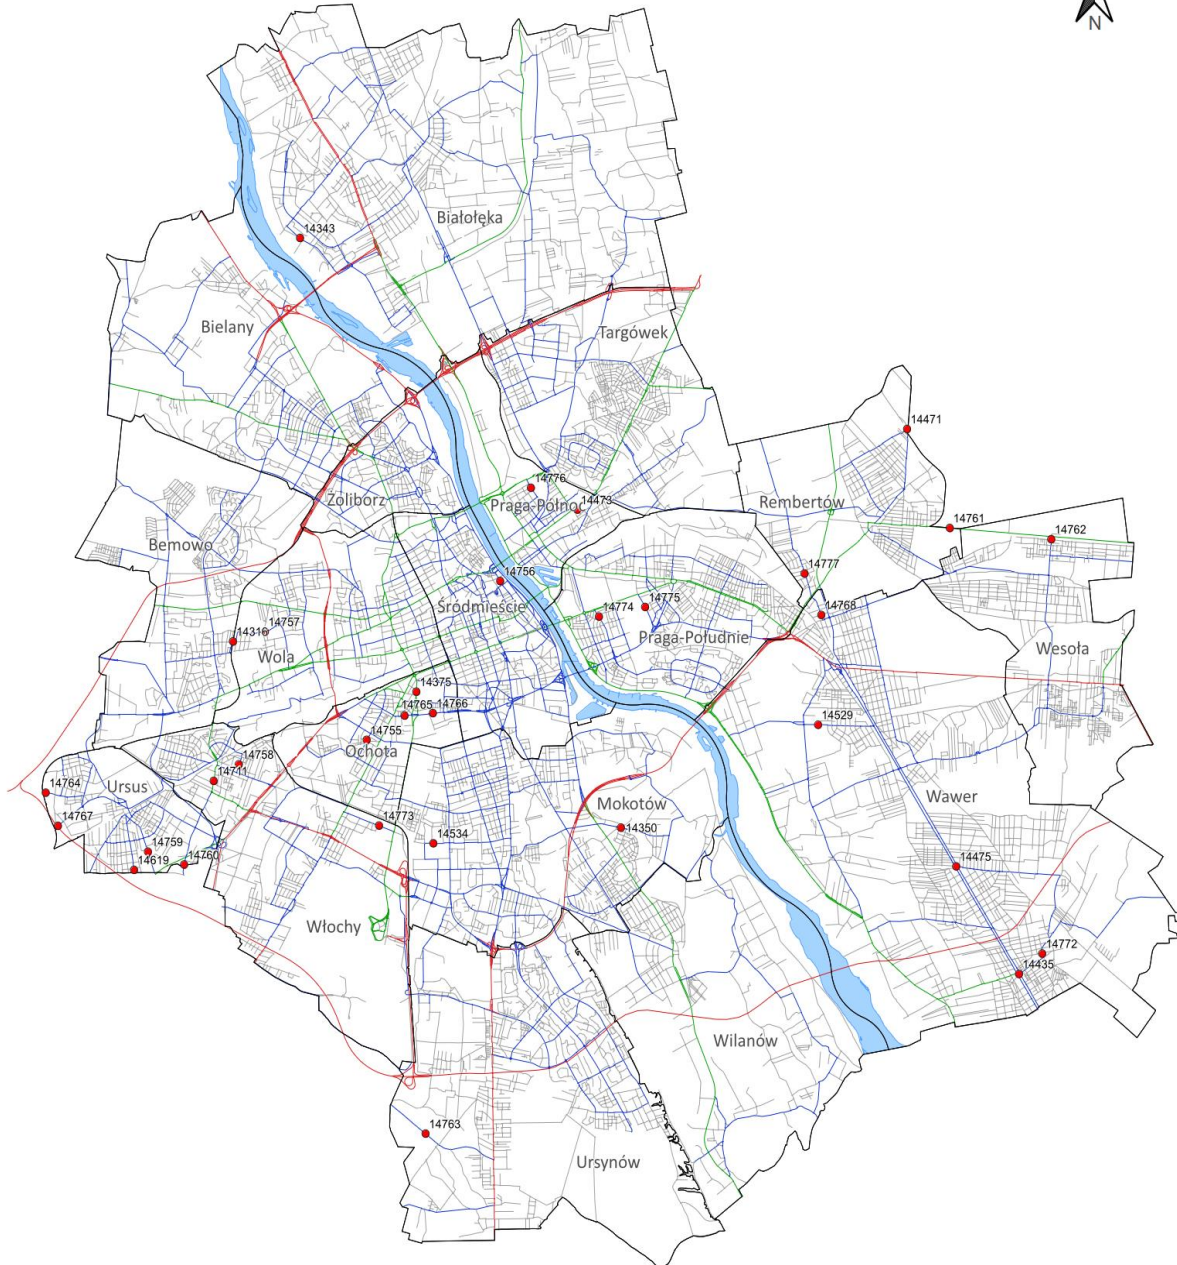 N
Białołęka
14343
Bielany
Targówek
14471
14776
Żoliborz
Praga-Północ
14473
Rembertów
14761
14762
Bemowo
14777
14756
Środmieście
14775
14774
14768
14757
14316
Wola
Praga-Południe
Wesoła
14375
14765
14766
14529
14755
Ochota
14758
14711
Ursus
14764
Wawer
Mokotów
14767
14773
14350
14534
14759
14760
14619
14475
Włochy
14772
14435
Wilanów
14763
Ursynów